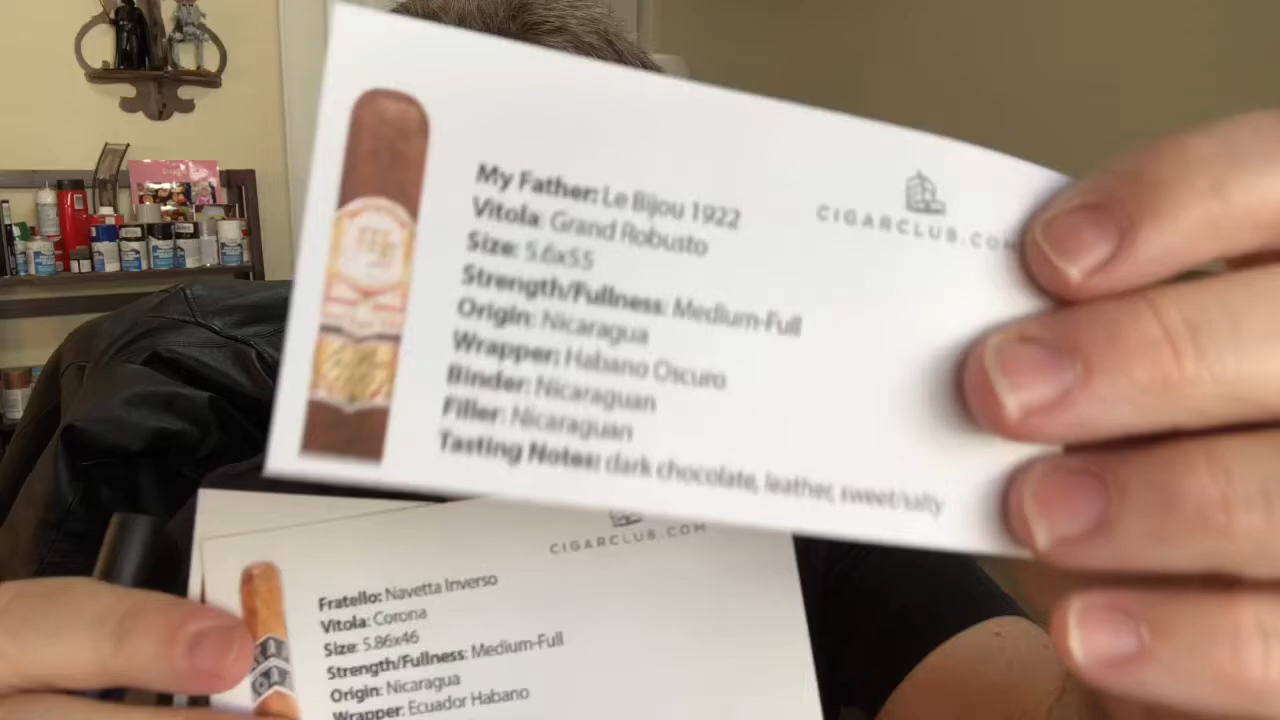 My Father: Le Bijou 1922
Vitola: Grand Robusto
Size: 5.6x55
Strength/Fullness: Medium-Full
Origin: Nicaragua
Wrapper: Habano Oscuro
Binder: Nicaraguan
Filler: Nicaraguan
Tasting Notes: dark chocolate, leather, sweet/salty
CIGARCLUB.COM
CIGARCLUB.COM
Fratello: Navetta Inverso
Vitola: Corona
Size: 5.86x46
Strength/Fullness: Medium-Full
Origin: Nicaragua
Wrapper: Ecuador Habano